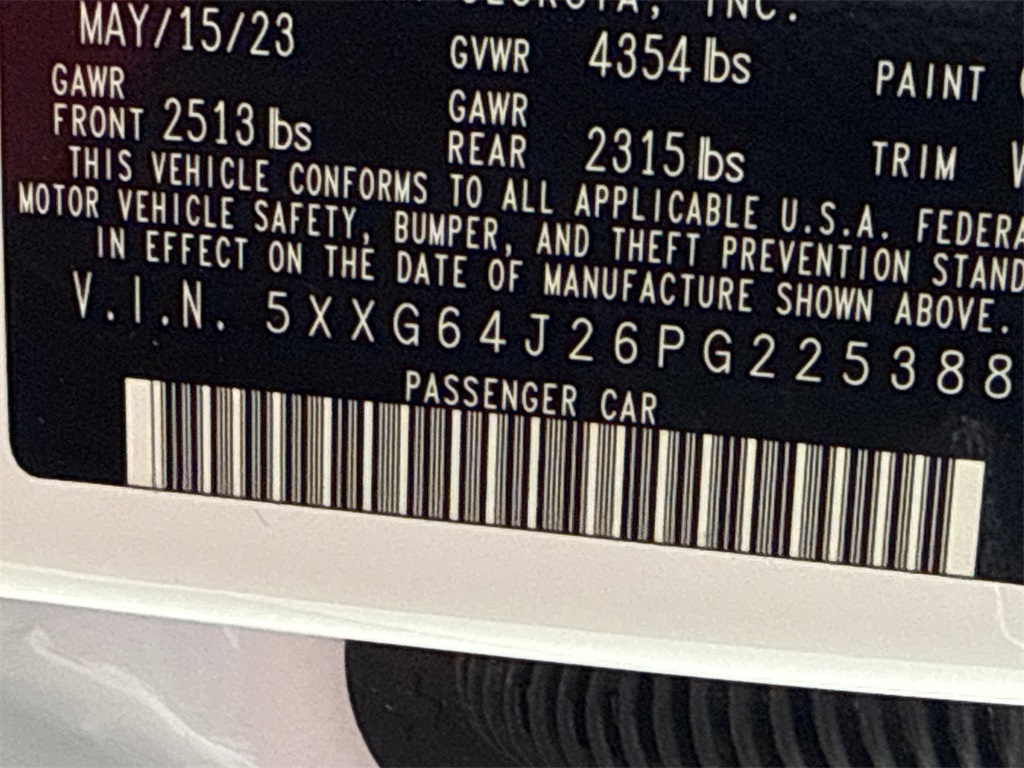 INC.
MAY/15/23 GVWR 4354 lbs PAINT
GAWR FRONT 2513 lbs GAWR REAR 2315 lbs TRIM
THIS VEHICLE CONFORMS TO ALL APPLICABLE U.S.A. FEDERA
MOTOR VEHICLE SAFETY, BUMPER, AND THEFT PREVENTION STAND
IN EFFECT ON THE DATE OF MANUFACTURE SHOWN ABOVE.
V.I.N. 5XXG64J26PG225388
PASSENGER CAR